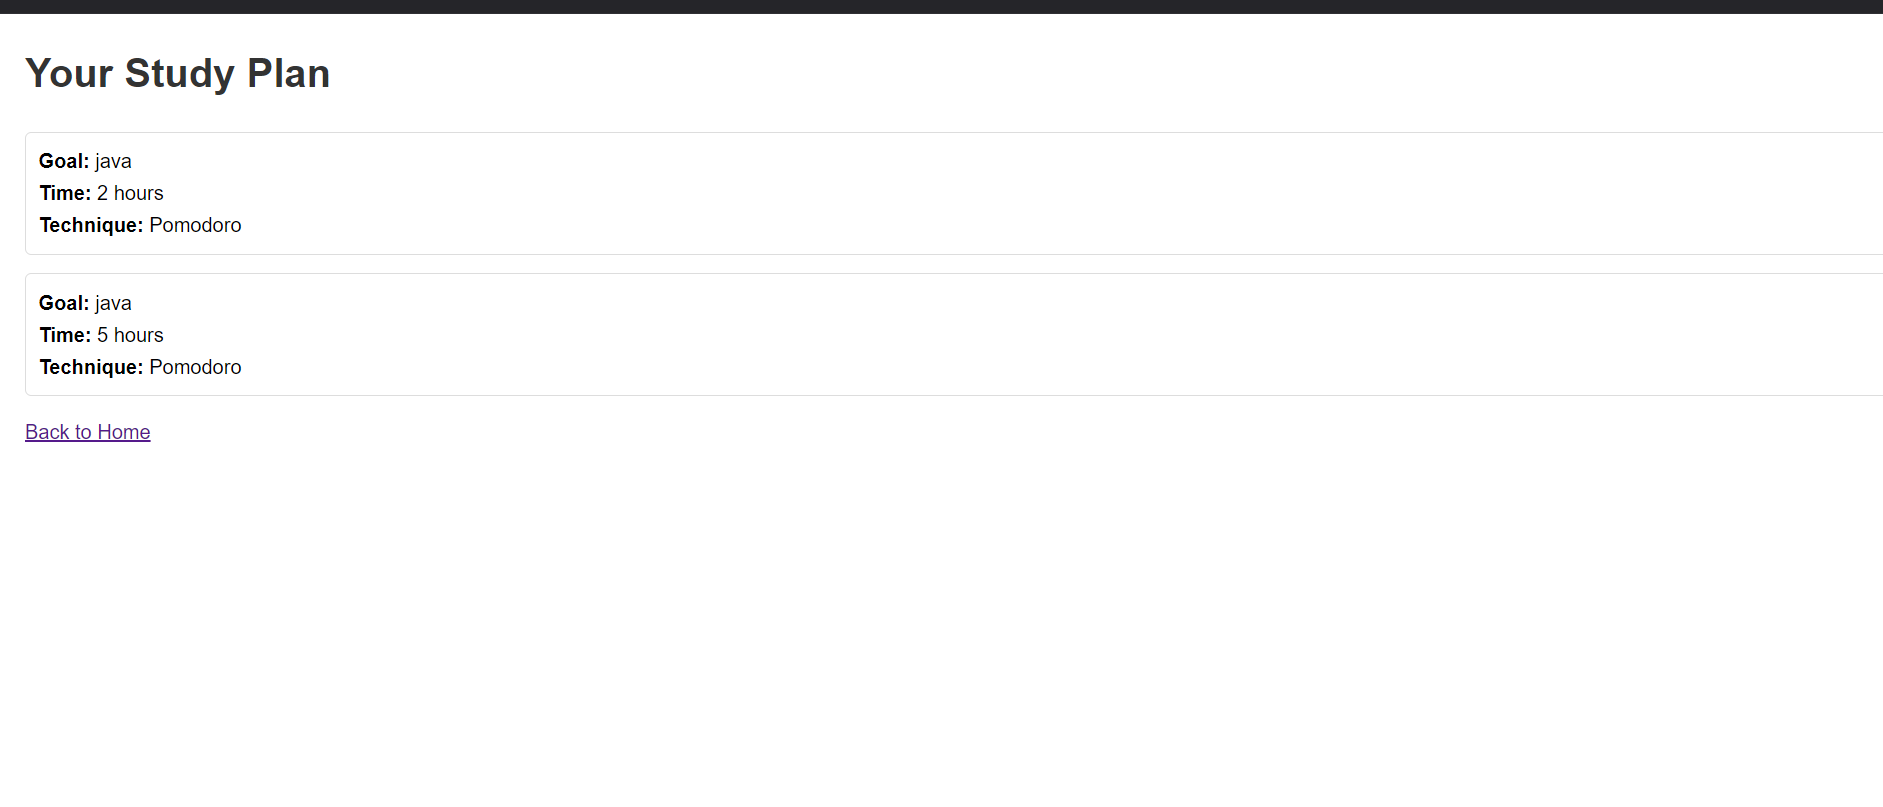 Your Study Plan
Goal: java
Time: 2 hours
Technique: Pomodoro
Goal: java
Time: 5 hours
Technique: Pomodoro
Back to Home